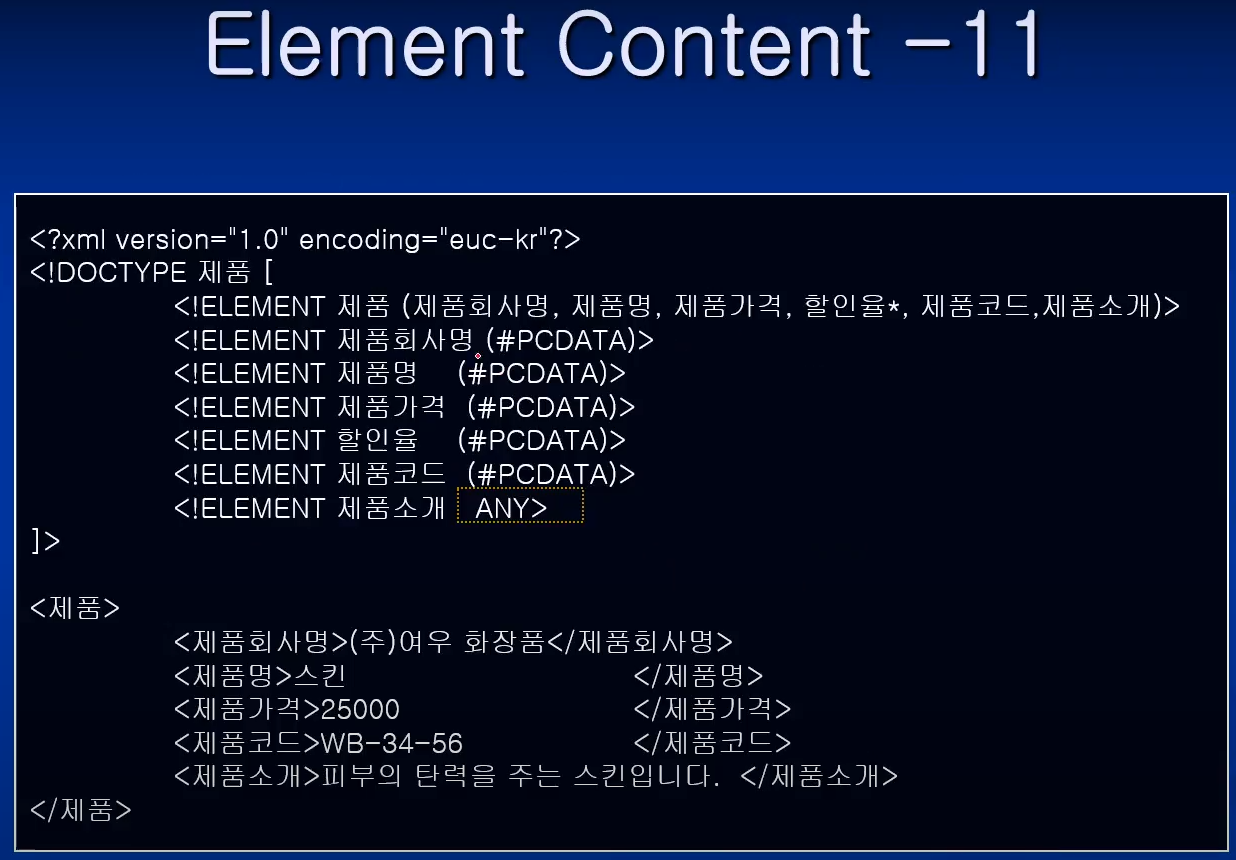 Element Content -11
<?xml version="1.0" encoding="euc-kr"?>
<!DOCTYPE 제품 [
<!ELEMENT 제품 (제품회사명, 제품명, 제품가격, 할인율*, 제품코드,제품소개)>
<!ELEMENT 제품회사명 (#PCDATA)>
<!ELEMENT 제품명 (#PCDATA)>
<!ELEMENT 제품가격 (#PCDATA)>
<!ELEMENT 할인율 (#PCDATA)>
<!ELEMENT 제품코드 (#PCDATA)>
<!ELEMENT 제품소개 ANY>
]>
<제품>
<제품회사명>(주)여우 화장품</제품회사명>
<제품명>스킨 </제품명>
<제품가격>25000 </제품가격>
<제품코드>WB-34-56 </제품코드>
<제품소개>피부의 탄력을 주는 스킨입니다. </제품소개>
</제품>